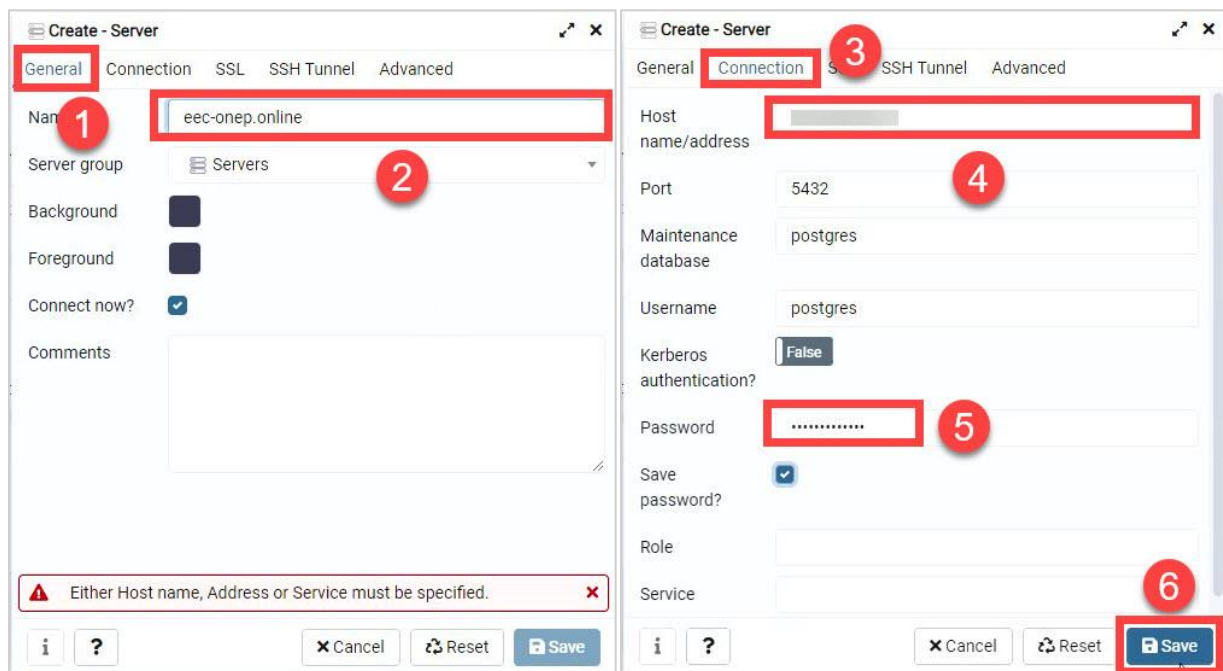 Create - Server
General Connection SSL SSH Tunnel Advanced
1
eec-onep.online
2
Server group
Servers
Background
Foreground
Connect now?
Comments
Either Host name, Address or Service must be specified.
i ? Cancel Reset Save
Create - Server
General Connection SSH Tunnel Advanced
3
Host
name/address
4
Port
5432
Maintenance
database
postgres
Username
postgres
Kerberos
authentication?
False
Password
•••••••••••••
5
Save
password?
Role
Service
6
i ? Cancel Reset Save